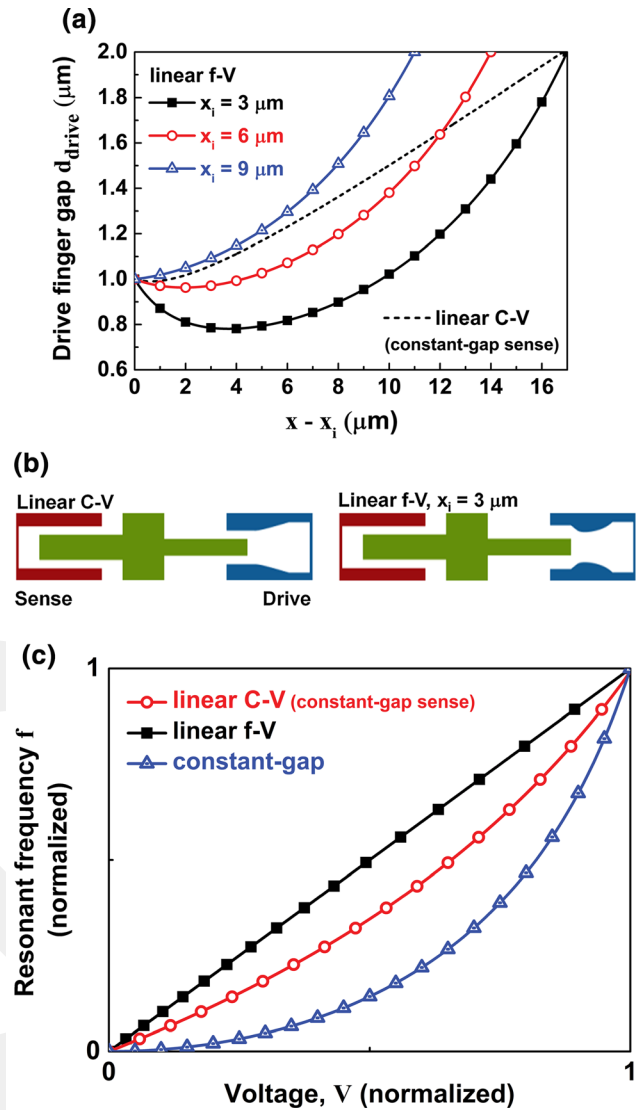 (a)
Drive finger gap d_drive (μm)
2.0
1.8
1.6
1.4
1.2
1.0
0.8
0.6
linear f-V
x_i = 3 μm
x_i = 6 μm
x_i = 9 μm
linear C-V
(constant-gap sense)
0 2 4 6 8 10 12 14 16
x - x_i (μm)
(b)
Linear C-V
Sense
Drive
Linear f-V, x_i = 3 μm
(c)
Resonant frequency f
(normalized)
1
0
linear C-V (constant-gap sense)
linear f-V
constant-gap
0 1
Voltage, V (normalized)